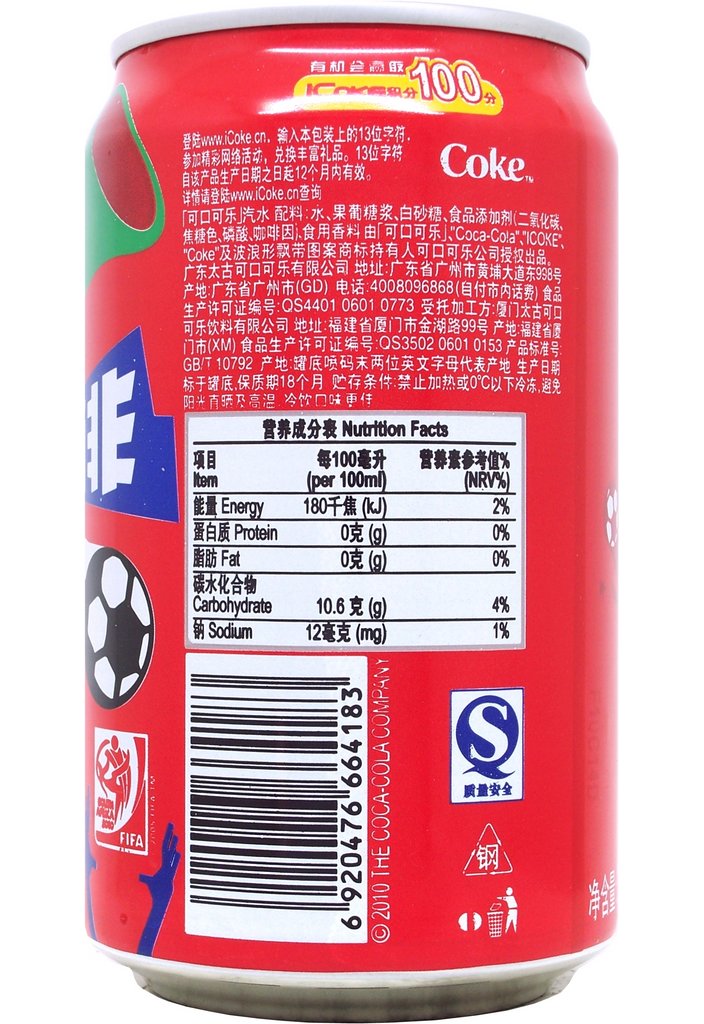 有机会赢取
iCoke积分100分
登陆www.iCoke.cn, 输入本包装上的13位字符,
参加精彩网络活动, 兑换丰富礼品。13位字符
自该产品生产日期之日起12个月内有效。
详情请登陆www.iCoke.cn查询
Coke
「可口可乐」汽水 配料:水、果葡糖浆、白砂糖、食品添加剂(二氧化碳、
焦糖色、磷酸、咖啡因),食用香料 由「可口可乐」,"Coca-Cola","ICOKE",
"Coke"及波浪形飘带图案商标持有人可口可乐公司授权出品。
广东太古可口可乐有限公司 地址:广东省广州市黄埔大道东998号
产地:广东省广州市(GD) 电话:4008096868(自付市内话费) 食品
生产许可证编号:QS4401 0601 0773 受托加工方:厦门太古可口
可乐饮料有限公司 地址:福建省厦门市金湖路99号 产地:福建省厦
门市(XM) 食品生产许可证编号:QS3502 0601 0153 产品标准号:
GB/T 10792 产地:罐底喷码末两位英文字母代表产地 生产日期
标于罐底,保质期18个月 贮存条件:禁止加热或0℃以下冷冻,避免
阳光直晒及高温, 冷饮口味更佳
非
营养成分表 Nutrition Facts
项目 每100毫升 营养素参考值%
Item (per 100ml) (NRV%)
能量 Energy 180千焦 (kJ) 2%
蛋白质 Protein 0克 (g) 0%
脂肪 Fat 0克 (g) 0%
碳水化合物
Carbohydrate 10.6 克 (g) 4%
钠 Sodium 12毫克 (mg) 1%
6 920476 664183
© 2010 THE COCA-COLA COMPANY
FIFA
质量安全
钢
净含量